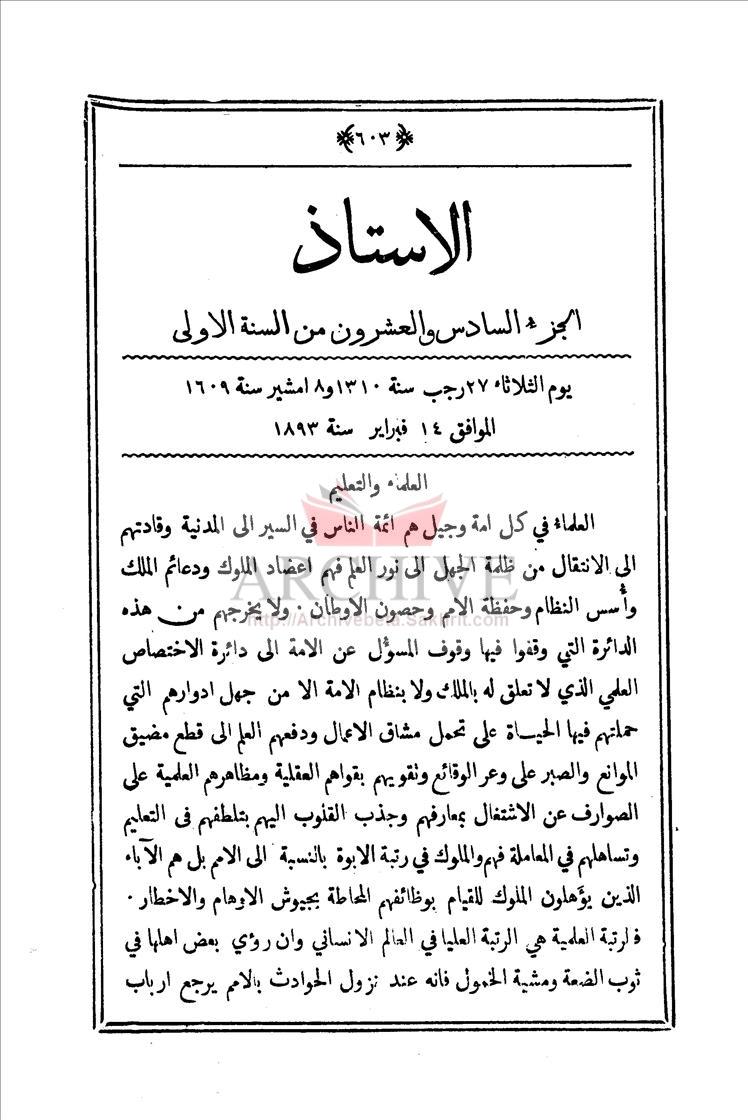 ﴿٦٠٣﴾
الاستاذ
الجزء السادس والعشرون من السنة الاولى
يوم الثلاثاء ٢٧ رجب سنة ١٣١٠ و٨ امشير سنة ١٦٠٩
الموافق ١٤ فبراير سنة ١٨٩٣
العلماء والتعليم
العلماء في كل امة وجيل هم ائمة الناس في السير الى المدنية وقادتهم
الى الانتقال من ظلمة الجهل الى نور العلم فهم اعضاد الملوك ودعائم الملك
وأُسس النظام وحفظة الامم وحصون الاوطان · ولا يخرجهم من هذه
الدائرة التي وقفوا فيها وقوف المسؤل عن الامة الى دائرة الاختصاص
العلمي الذي لا تعلق له بالملك ولا بنظام الامة الا من جهل ادوارهم التي
حملتهم فيها الحياة على تحمل مشاق الاعمال ودفعهم العلم الى قطع مضيق
الموانع والصبر على وعر الوقائع وتقويهم بقواهم العقلية ومظاهرهم العلمية على
الصوارف عن الاشتغال بمعارفهم وجذب القلوب اليهم بتلطفهم فى التعليم
وتساهلهم في المعاملة فهم والملوك في رتبة الابوة بالنسبة الى الامم بل هم الآباء
الذين يؤَهلون الملوك للقيام بوظائفهم المحاطة بجيوش الاوهام والاخطار ·
فالرتبة العلمية هي الرتبة العليا في العالم الانساني وان رؤي بعض اهلها في
ثوب الضعة ومشية الخمول فانه عند نزول الحوادث بالامم يرجع ارباب
ARCHIVE
http://Archivebeta.Sakhrit.com